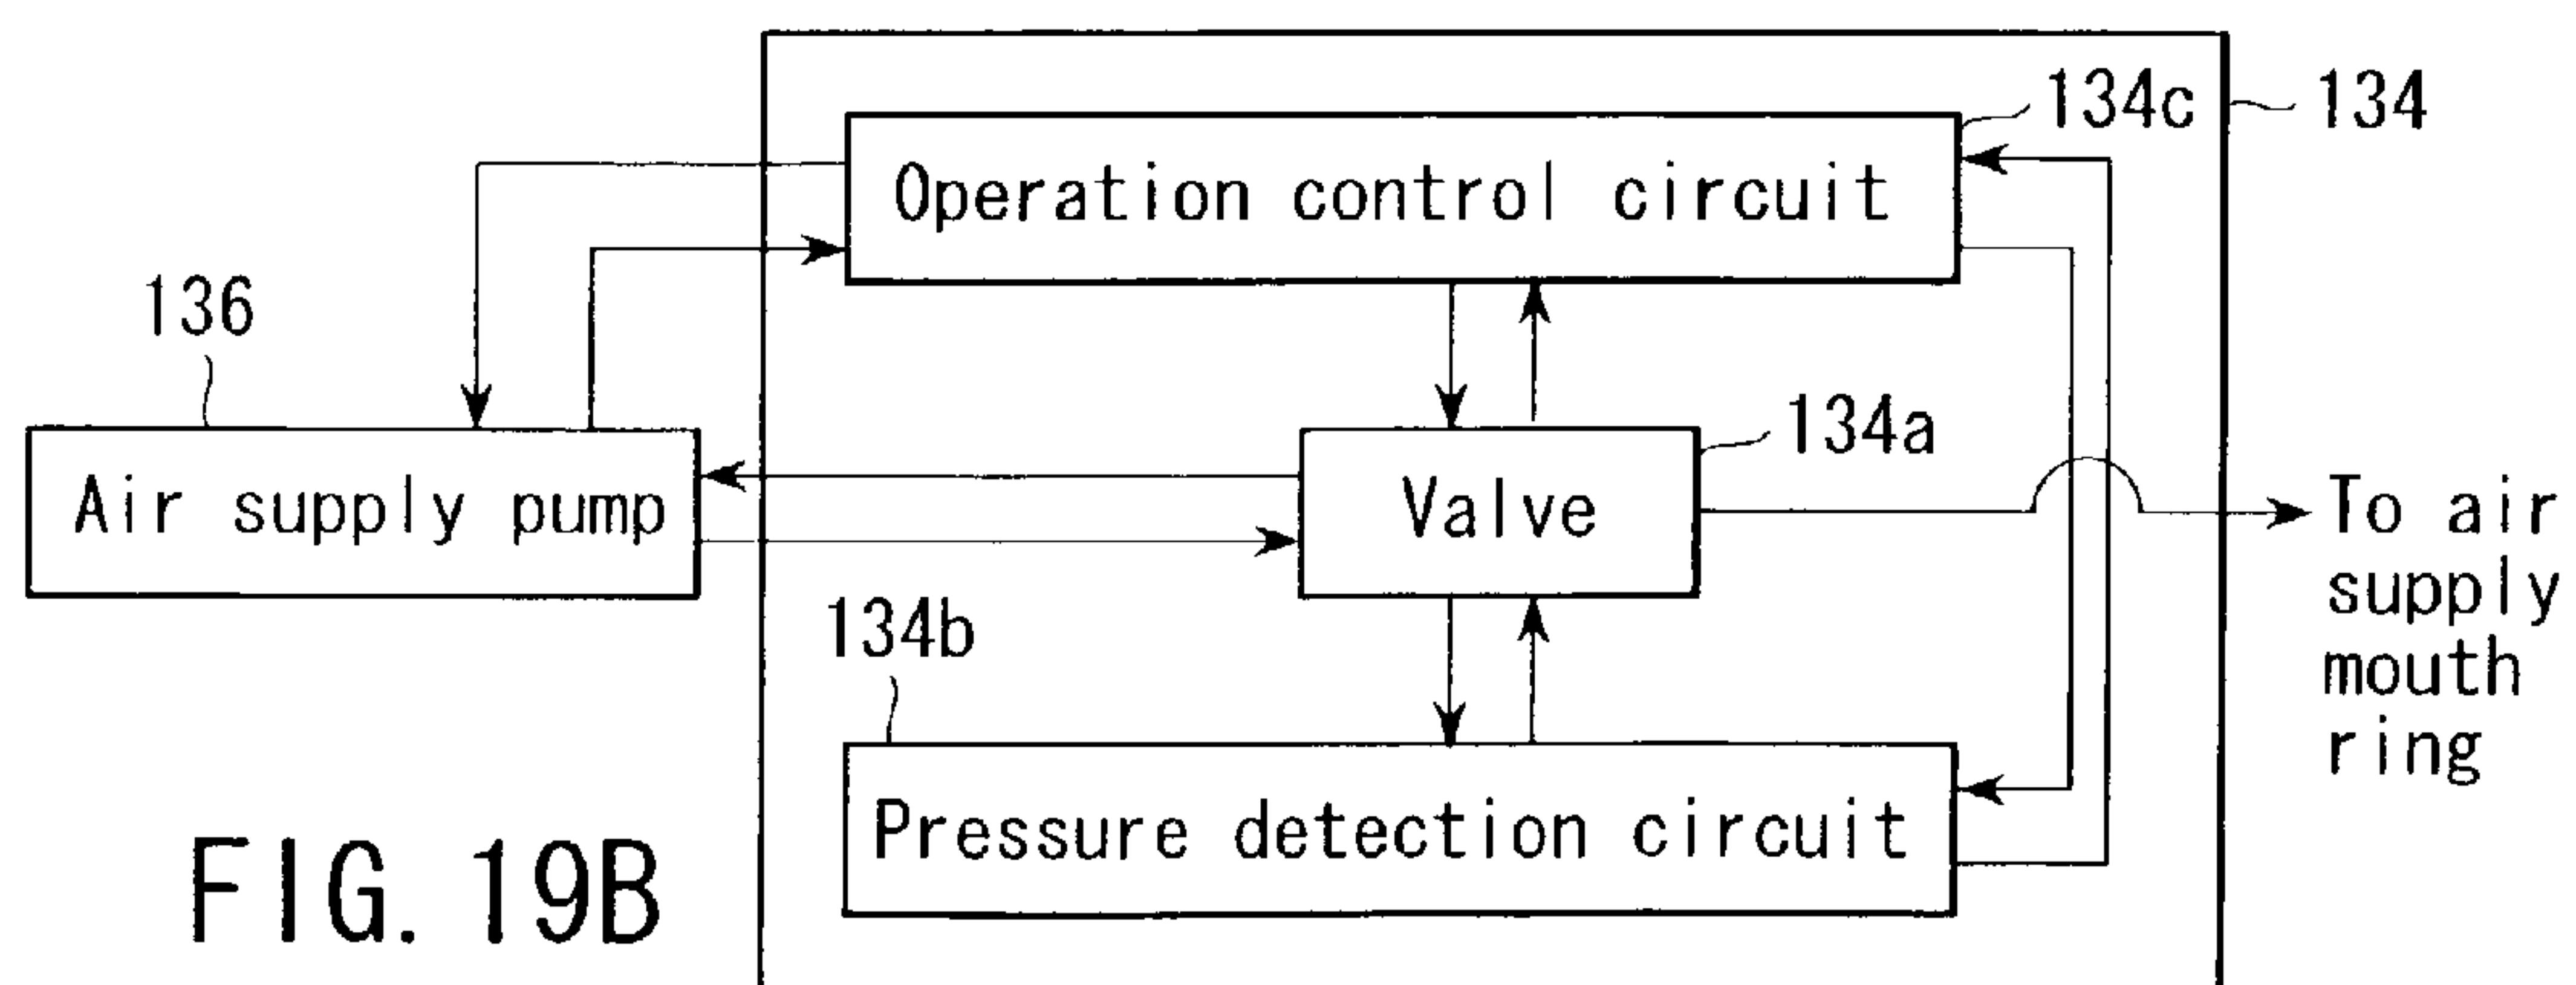 134c
134
Operation control circuit
136
134a
Air supply pump
Valve
To air
supply
mouth
ring
134b
Pressure detection circuit
FIG. 19B